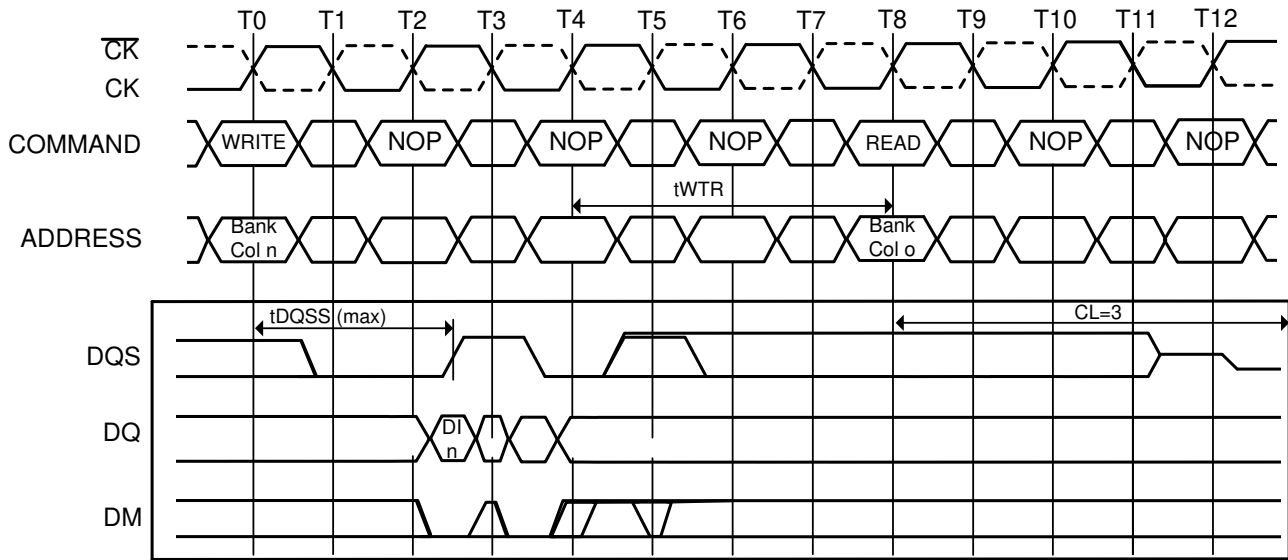 T0 T1 T2 T3 T4 T5 T6 T7 T8 T9 T10 T11 T12
CK
CK
COMMAND WRITE NOP NOP NOP READ NOP NOP
tWTR
ADDRESS Bank Col n Bank Col o
tDQSS (max) CL=3
DQS
DQ DI n
DM